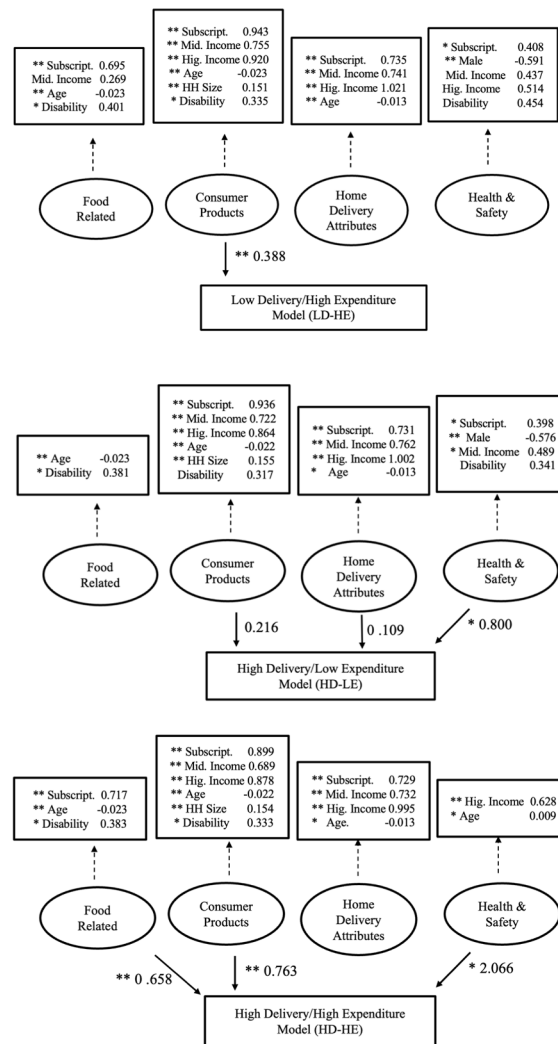 ** Subscript. 0.695
Mid. Income 0.269
** Age -0.023
* Disability 0.401
** Subscript. 0.943
** Mid. Income 0.755
** Hig. Income 0.920
** Age -0.023
** HH Size 0.151
* Disability 0.335
** Subscript. 0.735
** Mid. Income 0.741
** Hig. Income 1.021
** Age -0.013
* Subscript. 0.408
** Male -0.591
Mid. Income 0.437
Hig. Income 0.514
Disability 0.454
Food
Related
Consumer
Products
Home
Delivery
Attributes
Health &
Safety
** 0.388
Low Delivery/High Expenditure
Model (LD-HE)
** Age -0.023
* Disability 0.381
** Subscript. 0.936
** Mid. Income 0.722
** Hig. Income 0.864
** Age -0.022
** HH Size 0.155
Disability 0.317
** Subscript. 0.731
** Mid. Income 0.762
** Hig. Income 1.002
* Age -0.013
* Subscript. 0.398
** Male -0.576
* Mid. Income 0.489
Disability 0.341
Food
Related
Consumer
Products
Home
Delivery
Attributes
Health &
Safety
0.216
0 .109
* 0.800
High Delivery/Low Expenditure
Model (HD-LE)
** Subscript. 0.717
** Age -0.023
* Disability 0.383
** Subscript. 0.899
** Mid. Income 0.689
** Hig. Income 0.878
** Age -0.022
** HH Size 0.154
* Disability 0.333
** Subscript. 0.729
** Mid. Income 0.732
** Hig. Income 0.995
* Age. -0.013
** Hig. Income 0.628
* Age 0.009
Food
Related
Consumer
Products
Home
Delivery
Attributes
Health &
Safety
** 0 .658
** 0.763
* 2.066
High Delivery/High Expenditure
Model (HD-HE)